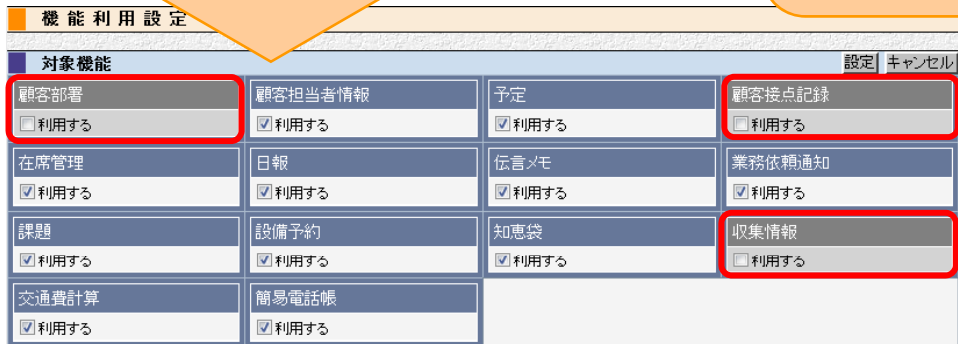 機能利用設定
対象機能 設定 キャンセル
顧客部署 顧客担当者情報 予定 顧客接点記録
利用する 利用する 利用する 利用する
在席管理 日報 伝言メモ 業務依頼通知
利用する 利用する 利用する 利用する
課題 設備予約 知恵袋 収集情報
利用する 利用する 利用する 利用する
交通費計算 簡易電話帳
利用する 利用する